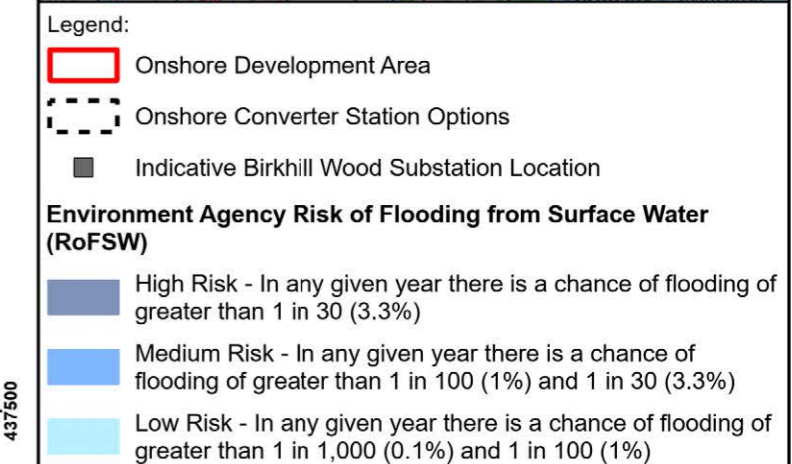 Legend:
Onshore Development Area
Onshore Converter Station Options
Indicative Birkhill Wood Substation Location
Environment Agency Risk of Flooding from Surface Water
(RoFSW)
High Risk - In any given year there is a chance of flooding of
greater than 1 in 30 (3.3%)
Medium Risk - In any given year there is a chance of
flooding of greater than 1 in 100 (1%) and 1 in 30 (3.3%)
Low Risk - In any given year there is a chance of flooding of
greater than 1 in 1,000 (0.1%) and 1 in 100 (1%)
437500